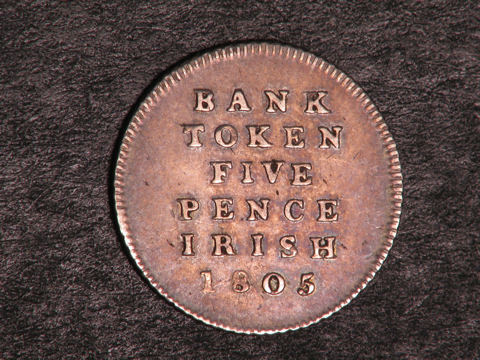 BANK
TOKEN
FIVE
PENCE
IRISH
1805